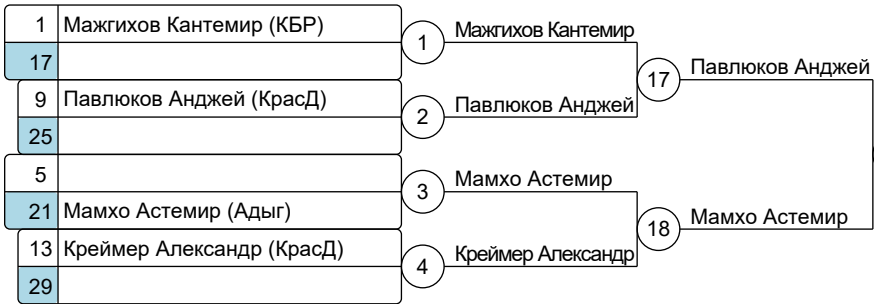 1 Мажгихов Кантемир (КБР)
17
9 Павлюков Анджей (КрасД)
25
5
21 Мамхо Астемир (Адыг)
13 Креймер Александр (КрасД)
29
1 Мажгихов Кантемир
2 Павлюков Анджей
3 Мамхо Астемир
4 Креймер Александр
17 Павлюков Анджей
18 Мамхо Астемир